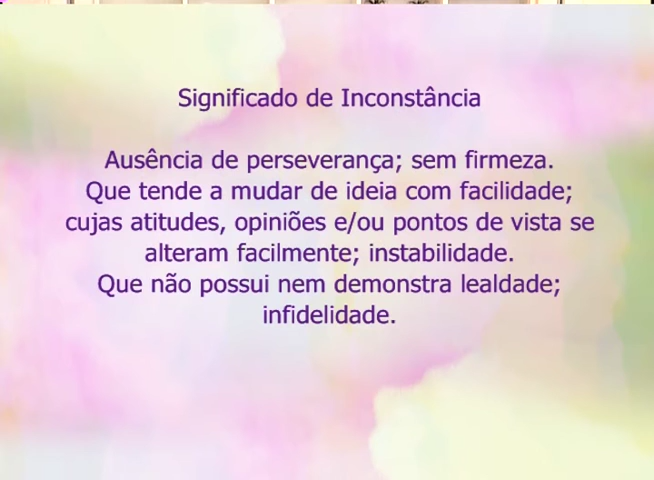 Significado de Inconstância
Ausência de perseverança; sem firmeza.
Que tende a mudar de ideia com facilidade;
cujas atitudes, opiniões e/ou pontos de vista se
alteram facilmente; instabilidade.
Que não possui nem demonstra lealdade;
infidelidade.